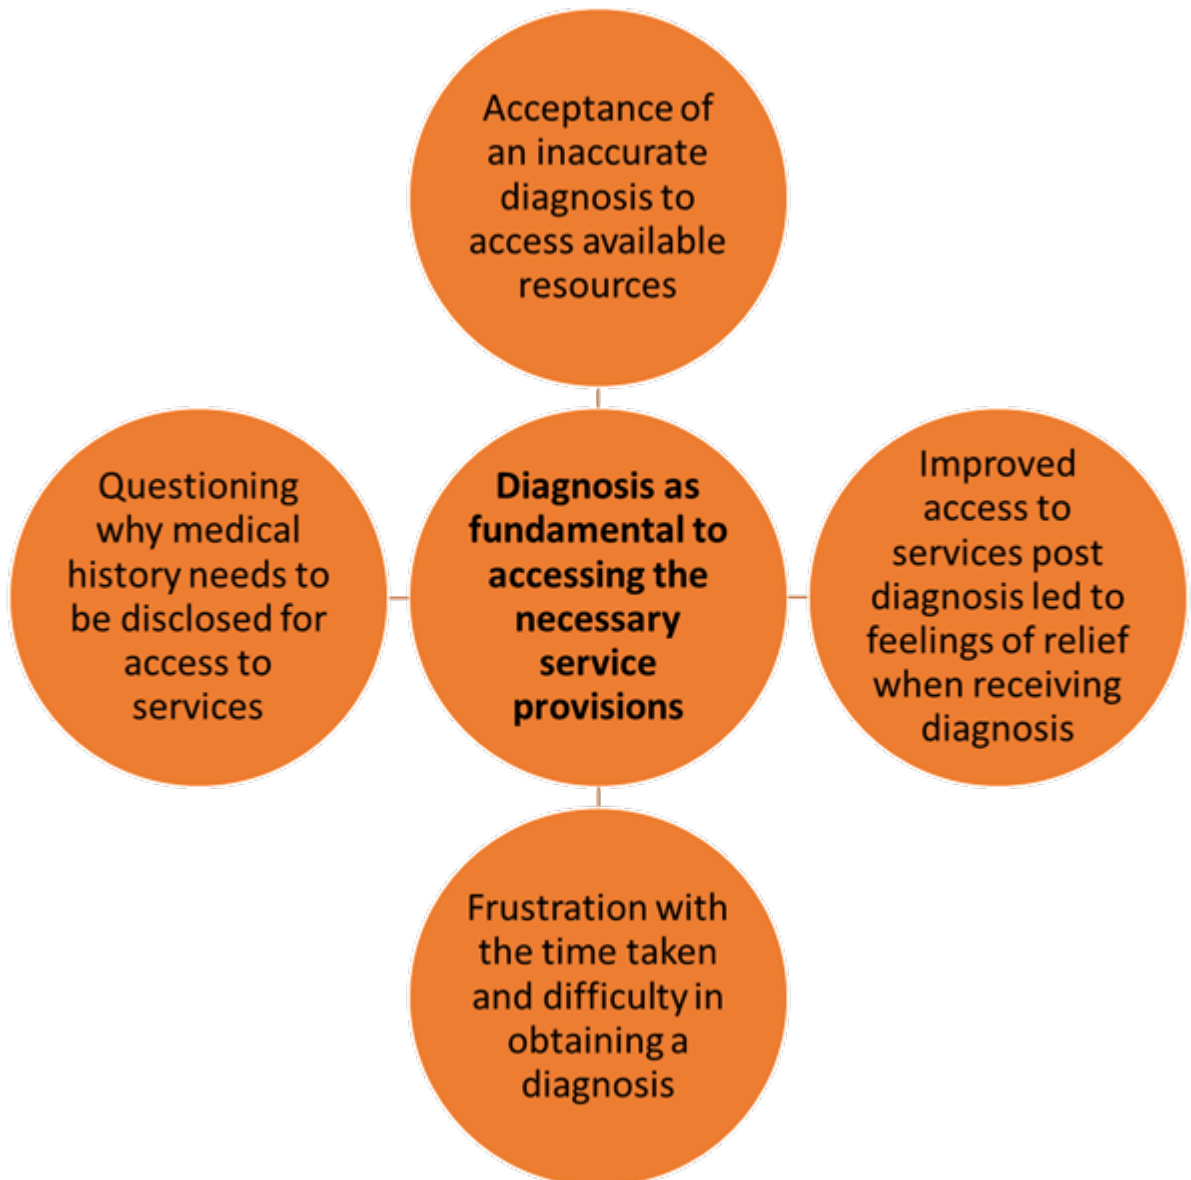 Acceptance of
an inaccurate
diagnosis to
access available
resources
Questioning
why medical
history needs to
be disclosed for
access to
services
Diagnosis as
fundamental to
accessing the
necessary
service
provisions
Improved
access to
services post
diagnosis led to
feelings of relief
when receiving
diagnosis
Frustration with
the time taken
and difficulty in
obtaining a
diagnosis